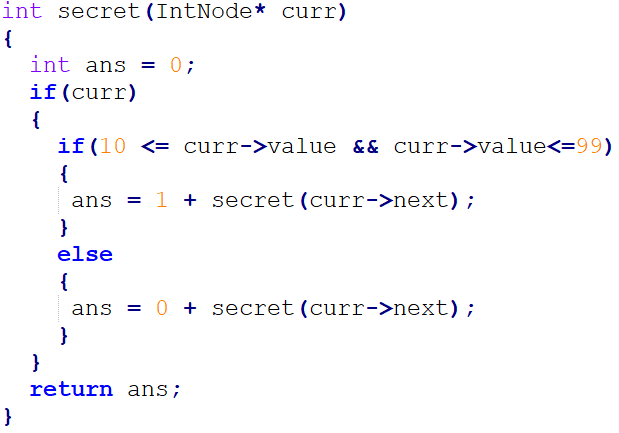 int secret(IntNode* curr)
{
  int ans = 0;
  if(curr)
  {
    if(10 <= curr->value && curr->value<=99)
    {
     ans = 1 + secret(curr->next);
    }
    else
    {
     ans = 0 + secret(curr->next);
    }
  }
  return ans;
}